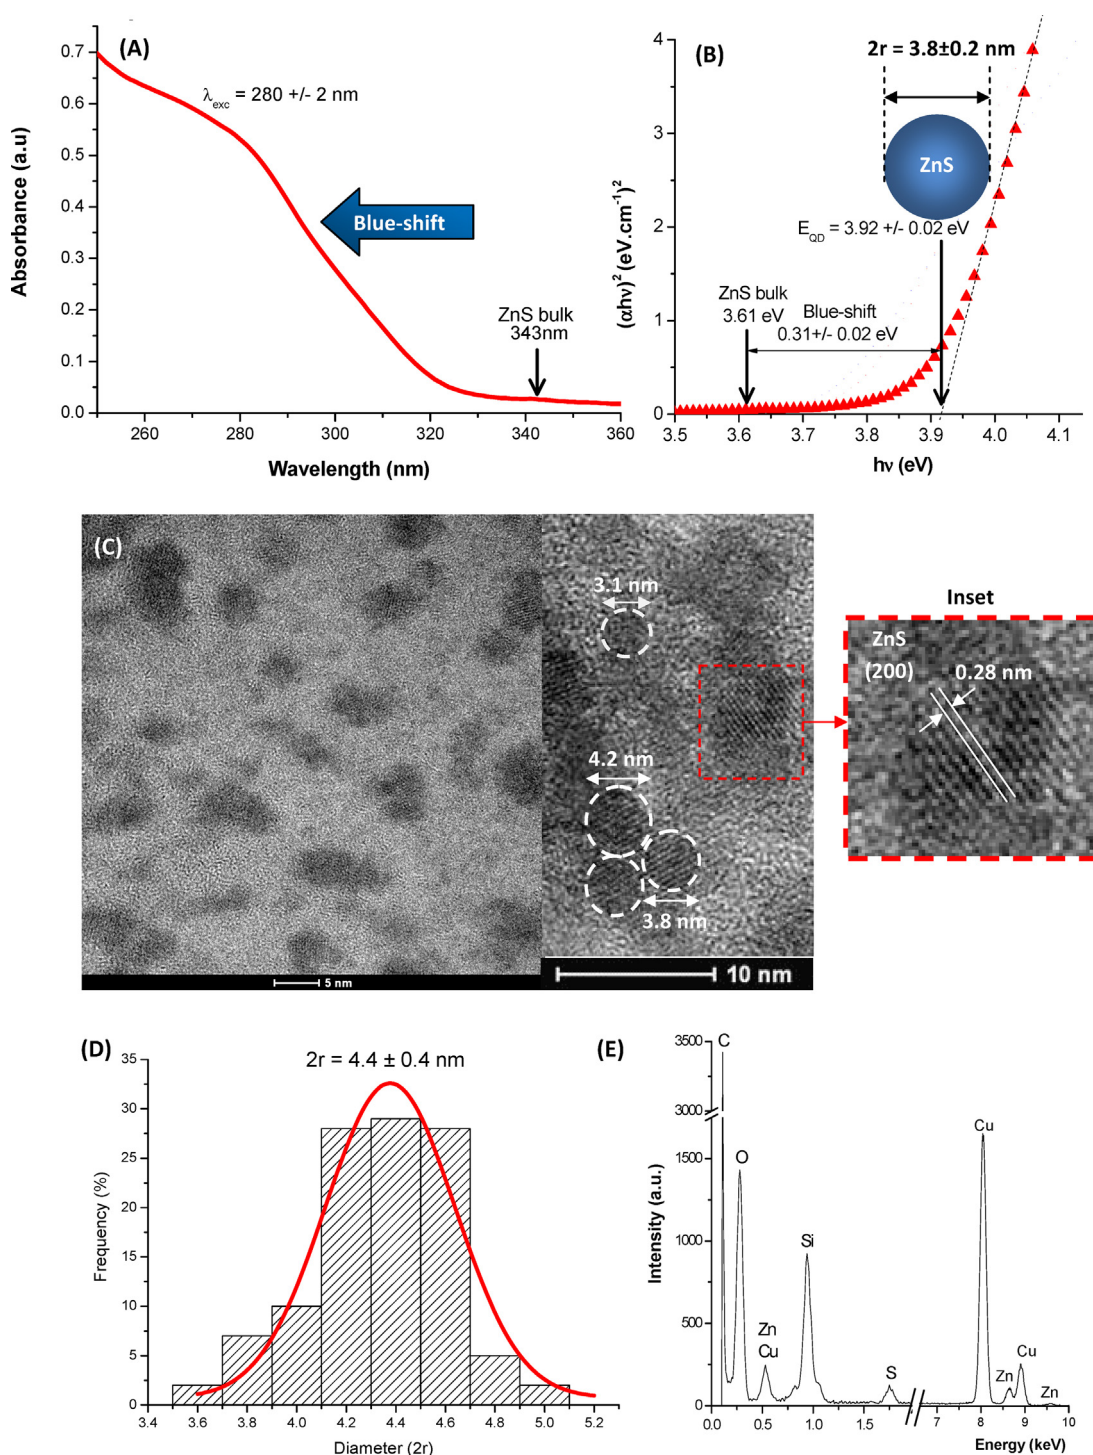 (A)
λexc = 280 +/- 2 nm
Blue-shift
ZnS bulk
343nm
Absorbance (a.u)
0.7
0.6
0.5
0.4
0.3
0.2
0.1
0.0
260 280 300 320 340 360
Wavelength (nm)
(B)
2r = 3.8±0.2 nm
ZnS
EQD = 3.92 +/- 0.02 eV
ZnS bulk
3.61 eV
Blue-shift
0.31+/- 0.02 eV
(αhν)² (eV.cm⁻¹)²
4
3
2
1
0
3.5 3.6 3.7 3.8 3.9 4.0 4.1
hν (eV)
(C)
5 nm
3.1 nm
4.2 nm
3.8 nm
10 nm
Inset
ZnS
(200)
0.28 nm
(D)
2r = 4.4 ± 0.4 nm
Frequency (%)
35
30
25
20
15
10
5
0
3.4 3.6 3.8 4.0 4.2 4.4 4.6 4.8 5.0 5.2
Diameter (2r)
(E)
Intensity (a.u.)
3500
3000
1500
1000
500
0
C
O
Zn
Cu
Si
S
Cu
Zn
Cu
Zn
0.0 0.5 1.0 1.5 7 8 9 10
Energy (keV)